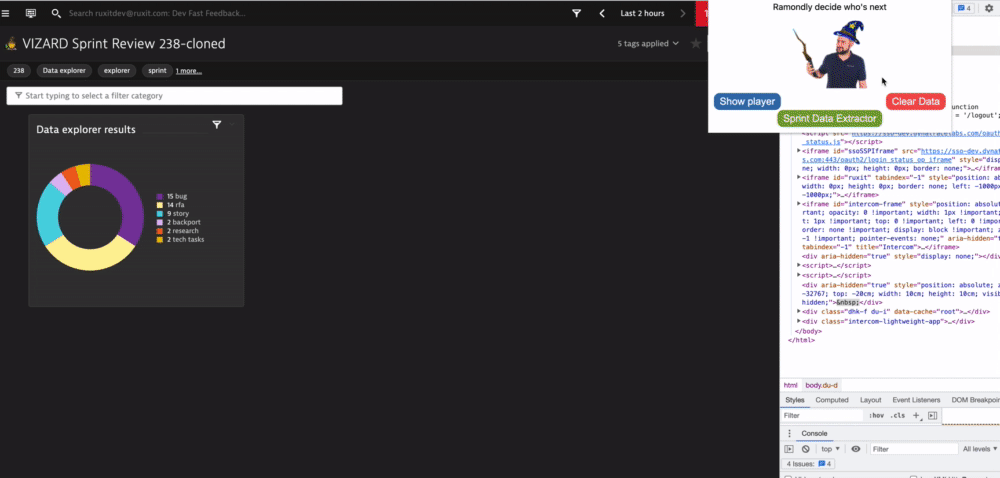 Search ruxitdev@ruxit.com: Dev Fast Feedback...
Last 2 hours
VIZARD Sprint Review 238-cloned
5 tags applied
238
Data explorer
explorer
sprint
1 more...
Start typing to select a filter category
Data explorer results
15 bug
14 rfa
9 story
2 backport
2 research
2 tech tasks
Ramondly decide who's next
Show player
Clear Data
Sprint Data Extractor
4
function
= '/logout';
<script src="https://sso-dev.dynatracelabs.com/oauth
_status.js"></script>
<iframe id="ssoSSPIframe" src="https://sso-dev.dynat
s.com:443/oauth2/login_status_op_iframe" style="disp
ne; width: 0px; height: 0px; border: none;">…</ifram
<iframe id="ruxit" tabindex="-1" style="position: ab
width: 0px; height: 0px; border: none; left: -1000px
-1000px;">…</iframe>
<iframe id="intercom-frame" style="position: absolut
rtant; opacity: 0 !important; width: 1px !important;
t: 1px !important; top: 0 !important; left: 0 !impor
order: none !important; display: block !important; z
-1 !important; pointer-events: none;" aria-hidden="t
tabindex="-1" title="Intercom">…</iframe>
<div aria-hidden="true" style="display: none;"></div
<script>…</script>
<script>…</script>
<div aria-hidden="true" style="position: absolute; a
-32767; top: -20cm; width: 10cm; height: 10cm; visib
hidden;">&nbsp;</div>
<div class="dhk-f du-i" data-cache="root">…</div>
<div class="intercom-lightweight-app">…</div>
</body>
</html>
html
body.du-d
Styles
Computed
Layout
Event Listeners
DOM Breakpoin
Filter
:hov
.cls
Console
top
Filter
All levels
4 Issues:
4